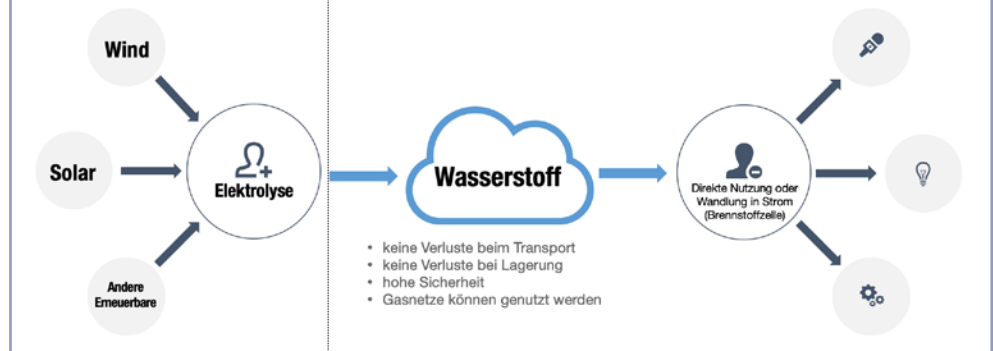 Wind
Solar
Andere
Erneuerbare
Elektrolyse
Wasserstoff
• keine Verluste beim Transport
• keine Verluste bei Lagerung
• hohe Sicherheit
• Gasnetze können genutzt werden
Direkte Nutzung oder
Wandlung in Strom
(Brennstoffzelle)